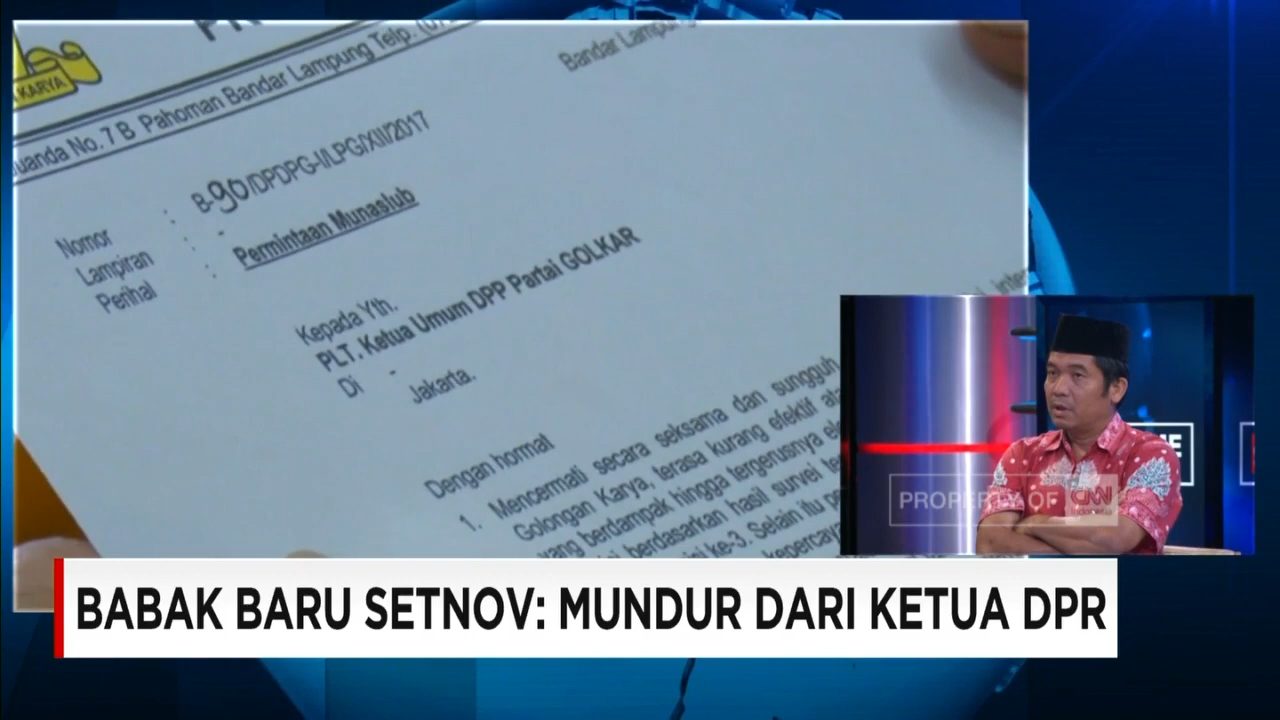 KARYA
Juanda No. 7 B Pahoman Bandar Lampung Telp. (07
Bandar Lampung
Nomor : B-90/DPDPG-I/LPG/XII/2017
Lampiran : -
Perihal : Permintaan Munaslub
Kepada Yth.
PLT. Ketua Umum DPP Partai GOLKAR
Di -
Jakarta.
Dengan hormat
1. Mencermati secara seksama dan sungguh
Golongan Karya, terasa kurang efektif
yang berdampak hingga tergerusnya
berdasarkan hasil survei
ke-3. Selain itu
PROPERTY OF CNN Indonesia
BABAK BARU SETNOV: MUNDUR DARI KETUA DPR